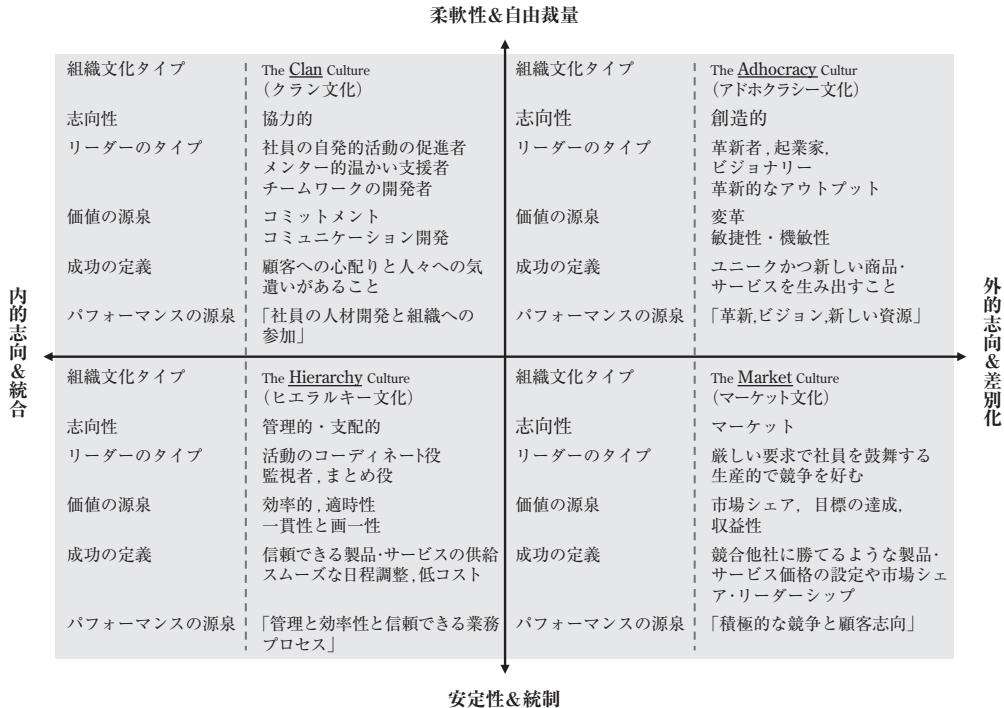 柔軟性&自由裁量
組織文化タイプ
The Clan Culture
(クラン文化)
志向性
協力的
リーダーのタイプ
社員の自発的活動の促進者
メンター的温かい支援者
チームワークの開発者
価値の源泉
コミットメント
コミュニケーション開発
成功の定義
顧客への心配りと人々への気
遣いがあること
パフォーマンスの源泉
「社員の人材開発と組織への
参加」
組織文化タイプ
The Adhocracy Cultur
(アドホクラシー文化)
志向性
創造的
リーダーのタイプ
革新者,起業家,
ビジョナリー
革新的なアウトプット
価値の源泉
変革
敏捷性・機敏性
成功の定義
ユニークかつ新しい商品・
サービスを生み出すこと
パフォーマンスの源泉
「革新,ビジョン,新しい資源」
内的志向&統合
外的志向&差別化
組織文化タイプ
The Hierarchy Culture
(ヒエラルキー文化)
志向性
管理的・支配的
リーダーのタイプ
活動のコーディネート役
監視者,まとめ役
価値の源泉
効率的,適時性
一貫性と画一性
成功の定義
信頼できる製品・サービスの供給
スムーズな日程調整,低コスト
パフォーマンスの源泉
「管理と効率性と信頼できる業務
プロセス」
組織文化タイプ
The Market Culture
(マーケット文化)
志向性
マーケット
リーダーのタイプ
厳しい要求で社員を鼓舞する
生産的で競争を好む
価値の源泉
市場シェア,目標の達成,
収益性
成功の定義
競合他社に勝てるような製品・
サービス価格の設定や市場シェ
ア・リーダーシップ
パフォーマンスの源泉
「積極的な競争と顧客志向」
安定性&統制